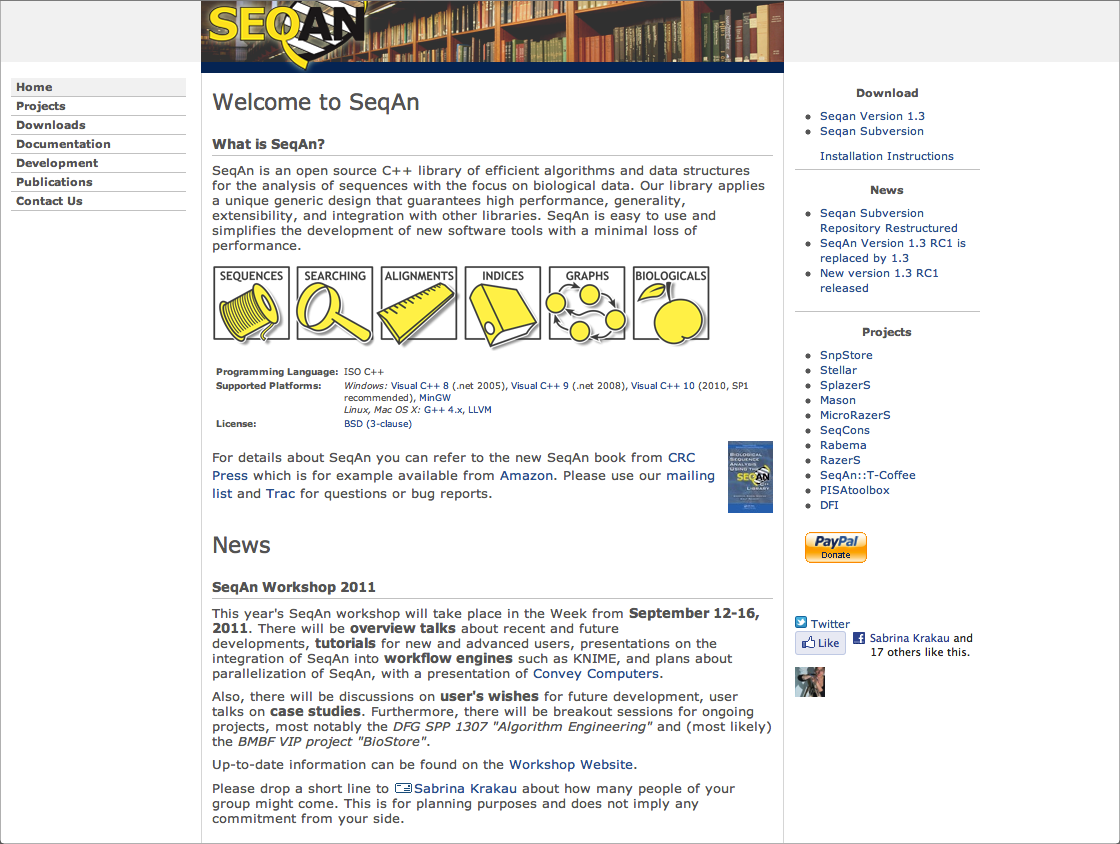 SEQAN
Home
Projects
Downloads
Documentation
Development
Publications
Contact Us
Welcome to SeqAn
What is SeqAn?
SeqAn is an open source C++ library of efficient algorithms and data structures
for the analysis of sequences with the focus on biological data. Our library applies
a unique generic design that guarantees high performance, generality,
extensibility, and integration with other libraries. SeqAn is easy to use and
simplifies the development of new software tools with a minimal loss of
performance.
SEQUENCES SEARCHING ALIGNMENTS INDICES GRAPHS BIOLOGICALS
Programming Language: ISO C++
Supported Platforms: Windows: Visual C++ 8 (.net 2005), Visual C++ 9 (.net 2008), Visual C++ 10 (2010, SP1
recommended), MinGW
Linux, Mac OS X: G++ 4.x, LLVM
License: BSD (3-clause)
For details about SeqAn you can refer to the new SeqAn book from CRC
Press which is for example available from Amazon. Please use our mailing
list and Trac for questions or bug reports.
BIOLOGICAL
SEQUENCE
ANALYSIS
USING THE
SEQAN
C++
LIBRARY
News
SeqAn Workshop 2011
This year's SeqAn workshop will take place in the Week from September 12-16,
2011. There will be overview talks about recent and future
developments, tutorials for new and advanced users, presentations on the
integration of SeqAn into workflow engines such as KNIME, and plans about
parallelization of SeqAn, with a presentation of Convey Computers.
Also, there will be discussions on user's wishes for future development, user
talks on case studies. Furthermore, there will be breakout sessions for ongoing
projects, most notably the DFG SPP 1307 "Algorithm Engineering" and (most likely)
the BMBF VIP project "BioStore".
Up-to-date information can be found on the Workshop Website.
Please drop a short line to Sabrina Krakau about how many people of your
group might come. This is for planning purposes and does not imply any
commitment from your side.
Download
Seqan Version 1.3
Seqan Subversion
Installation Instructions
News
Seqan Subversion
Repository Restructured
SeqAn Version 1.3 RC1 is
replaced by 1.3
New version 1.3 RC1
released
Projects
SnpStore
Stellar
SplazerS
Mason
MicroRazerS
SeqCons
Rabema
RazerS
SeqAn::T-Coffee
PISAtoolbox
DFI
PayPal
Donate
Twitter
Like
Sabrina Krakau and
17 others like this.